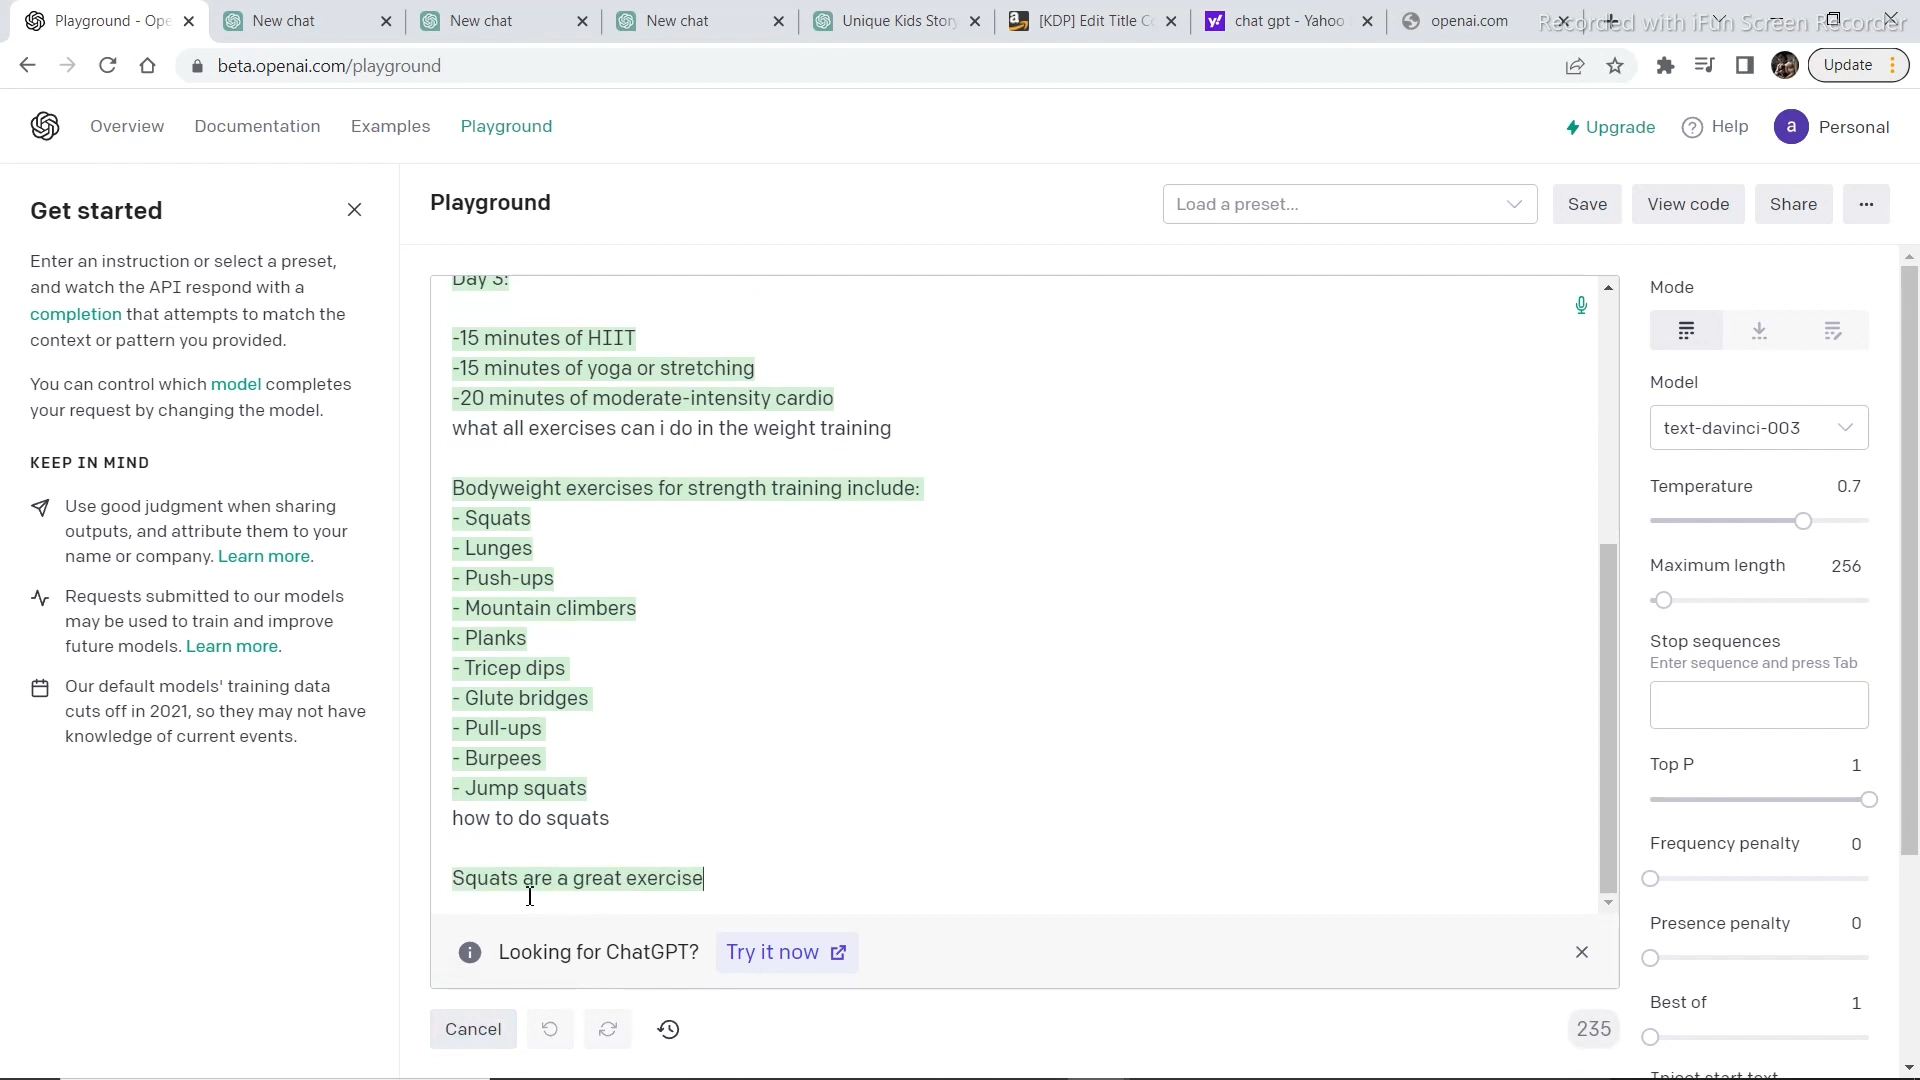 Playground - Ope
New chat
New chat
New chat
Unique Kids Story
[KDP] Edit Title Co
chat gpt - Yahoo
openai.com
Recorded with iFun Screen Recorder
beta.openai.com/playground
Update
Overview
Documentation
Examples
Playground
Upgrade
Help
a
Personal
Get started
Enter an instruction or select a preset,
and watch the API respond with a
completion that attempts to match the
context or pattern you provided.
You can control which model completes
your request by changing the model.
KEEP IN MIND
Use good judgment when sharing
outputs, and attribute them to your
name or company. Learn more.
Requests submitted to our models
may be used to train and improve
future models. Learn more.
Our default models' training data
cuts off in 2021, so they may not have
knowledge of current events.
Playground
Load a preset...
Save
View code
Share
Day 3:
-15 minutes of HIIT
-15 minutes of yoga or stretching
-20 minutes of moderate-intensity cardio
what all exercises can i do in the weight training
Bodyweight exercises for strength training include:
- Squats
- Lunges
- Push-ups
- Mountain climbers
- Planks
- Tricep dips
- Glute bridges
- Pull-ups
- Burpees
- Jump squats
how to do squats
Squats are a great exercise
Looking for ChatGPT?
Try it now
Cancel
235
Mode
Model
text-davinci-003
Temperature 0.7
Maximum length 256
Stop sequences
Enter sequence and press Tab
Top P 1
Frequency penalty 0
Presence penalty 0
Best of 1
Inject start text